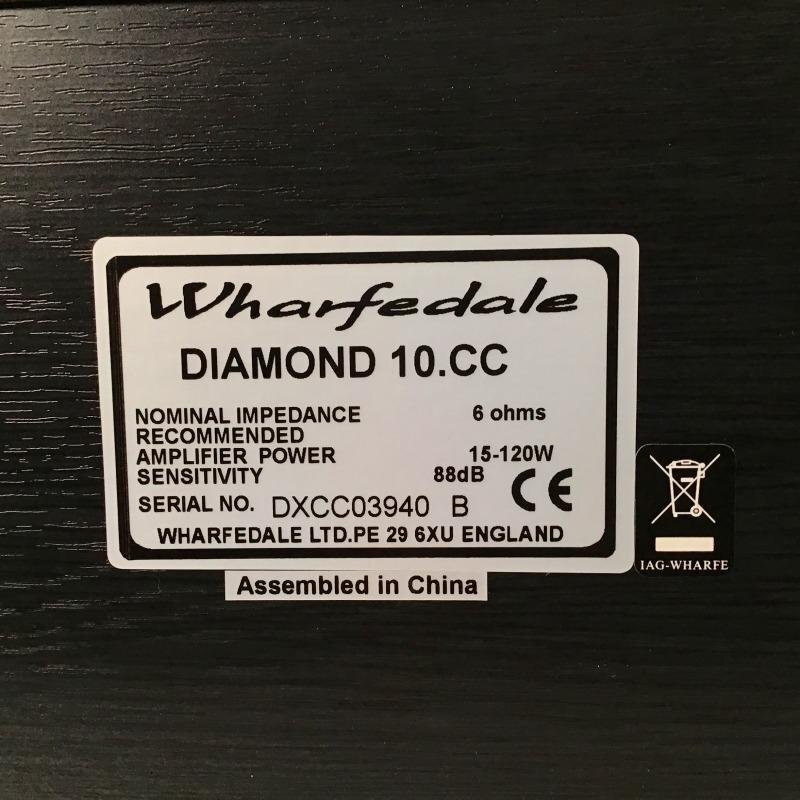 Wharfedale
DIAMOND 10.CC
NOMINAL IMPEDANCE 6 ohms
RECOMMENDED
AMPLIFIER POWER 15-120W
SENSITIVITY 88dB
CE
SERIAL NO. DXCC03940 B
WHARFEDALE LTD.PE 29 6XU ENGLAND
IAG-WHARFE
Assembled in China